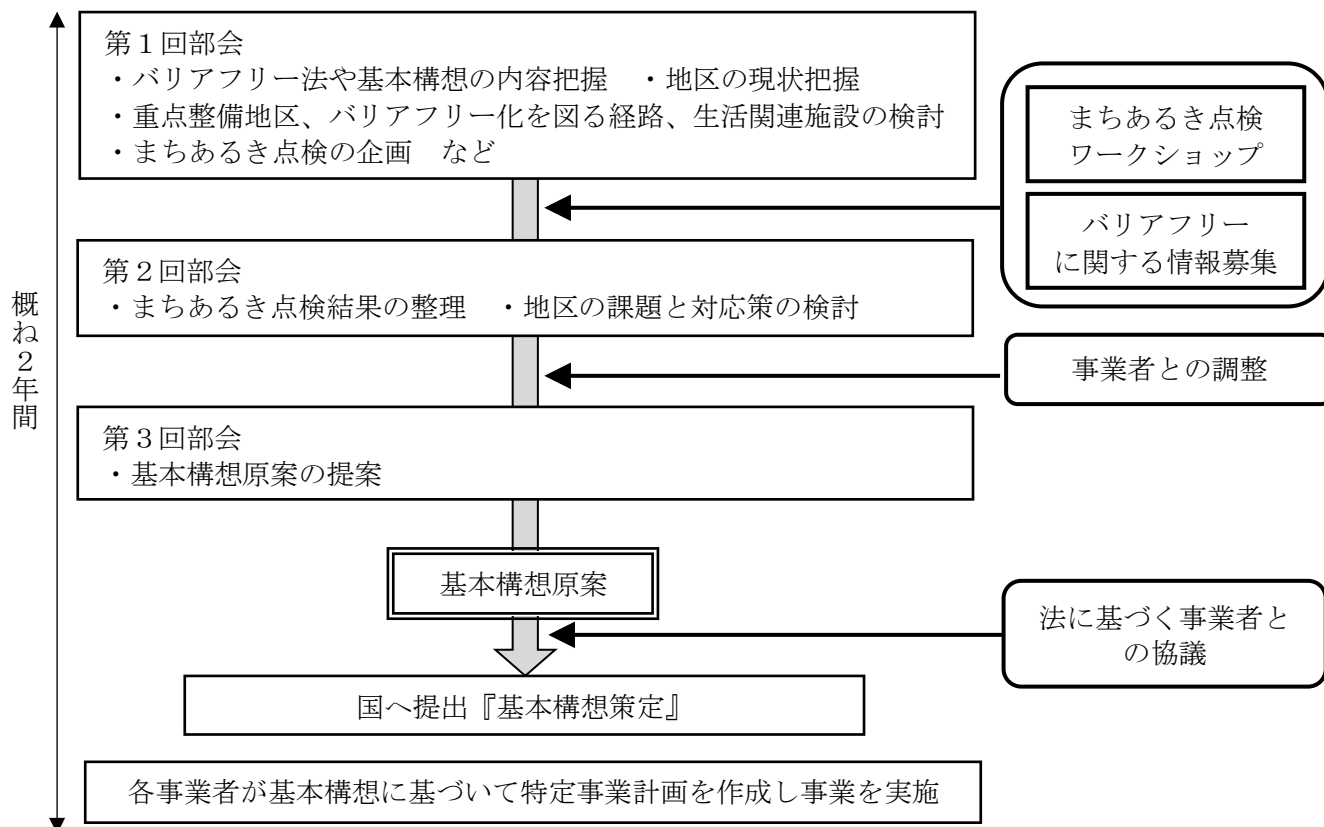 概ね２年間
第１回部会
・バリアフリー法や基本構想の内容把握　・地区の現状把握
・重点整備地区、バリアフリー化を図る経路、生活関連施設の検討
・まちあるき点検の企画　など
まちあるき点検
ワークショップ
バリアフリー
に関する情報募集
第２回部会
・まちあるき点検結果の整理　・地区の課題と対応策の検討
事業者との調整
第３回部会
・基本構想原案の提案
基本構想原案
法に基づく事業者と
の協議
国へ提出『基本構想策定』
各事業者が基本構想に基づいて特定事業計画を作成し事業を実施